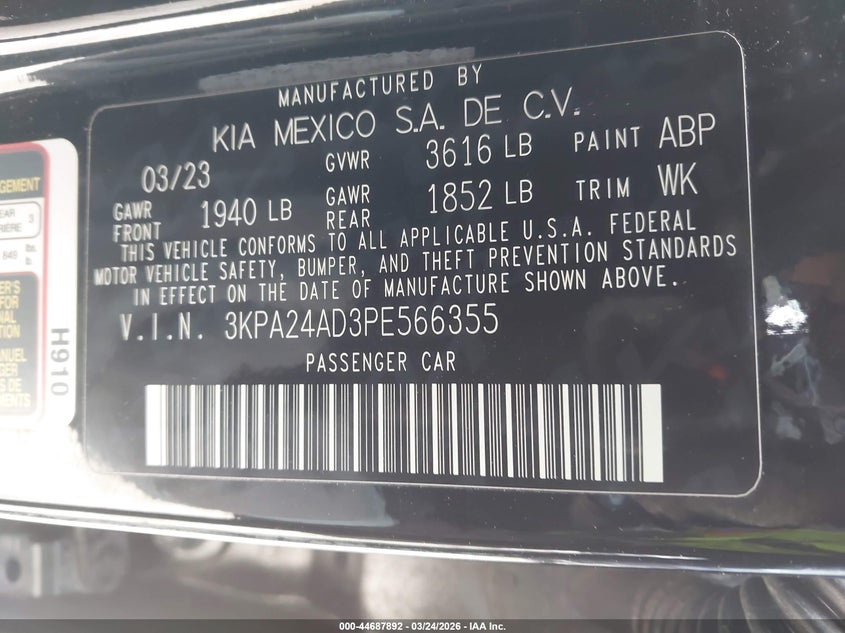 MANUFACTURED BY
KIA MEXICO S.A. DE C.V.
03/23 GVWR 3616 LB PAINT ABP
GAWR FRONT 1940 LB GAWR REAR 1852 LB TRIM WK
THIS VEHICLE CONFORMS TO ALL APPLICABLE U.S.A. FEDERAL
MOTOR VEHICLE SAFETY, BUMPER, AND THEFT PREVENTION STANDARDS
IN EFFECT ON THE DATE OF MANUFACTURE SHOWN ABOVE.
V.I.N. 3KPA24AD3PE566355
PASSENGER CAR
H910
000-44687892 - 03/24/2026 - IAA Inc.